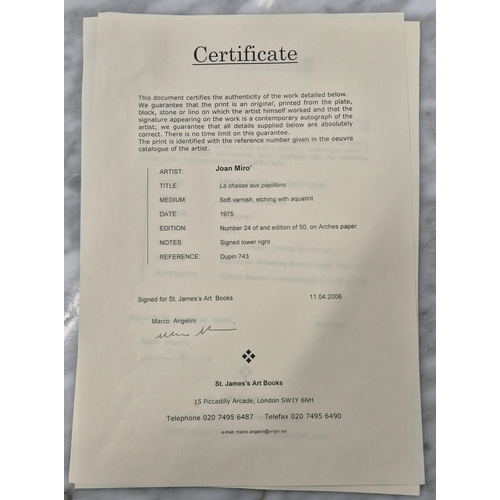 Certificate
This document certifies the authenticity of the work detailed below.
We guarantee that the print is an original, printed from the plate,
block, stone or lino on which the artist himself worked and that the
signature appearing on the work is a contemporary autograph of the
artist; we guarantee that all details supplied below are absolutely
correct. There is no time limit on this guarantee.
The print is identified with the reference number given in the oeuvre
catalogue of the artist.
ARTIST: Joan Miro'
TITLE: La chasse aux papillons
MEDIUM: Soft varnish, etching with aquatint
DATE: 1975
EDITION: Number 24 of and edition of 50, on Arches paper
NOTES: Signed lower right
REFERENCE: Dupin 743
Signed for St. James's Art Books 11.04.2006
Marco Angelini
St. James's Art Books
15 Piccadilly Arcade, London SW1Y 6NH
Telephone 020 7495 6487 Telefax 020 7495 6490
e-mail: marco.angelini@virgin.net